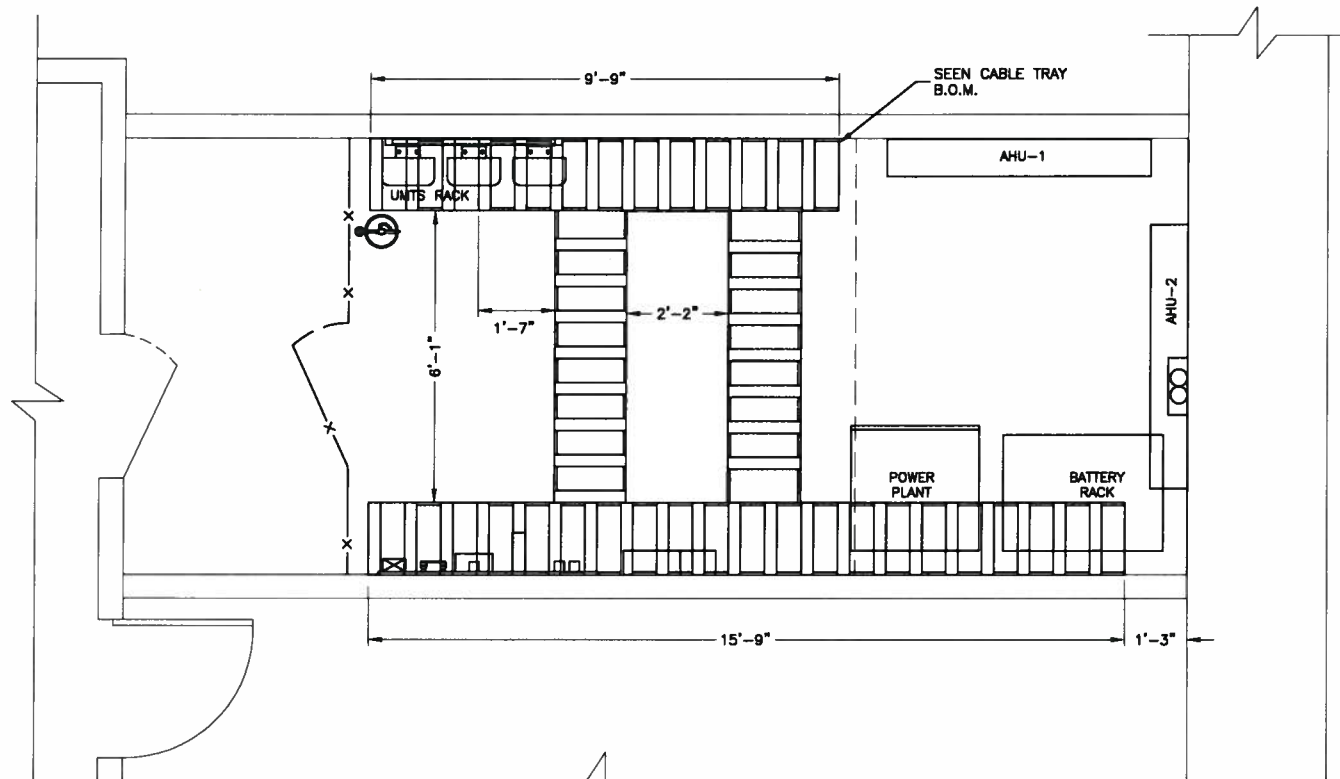 9'-9"
SEEN CABLE TRAY
B.O.M.
AHU-1
UMTS RACK
AHU-2
1'-7"
2'-2"
6'-1"
POWER
PLANT
BATTERY
RACK
15'-9"
1'-3"